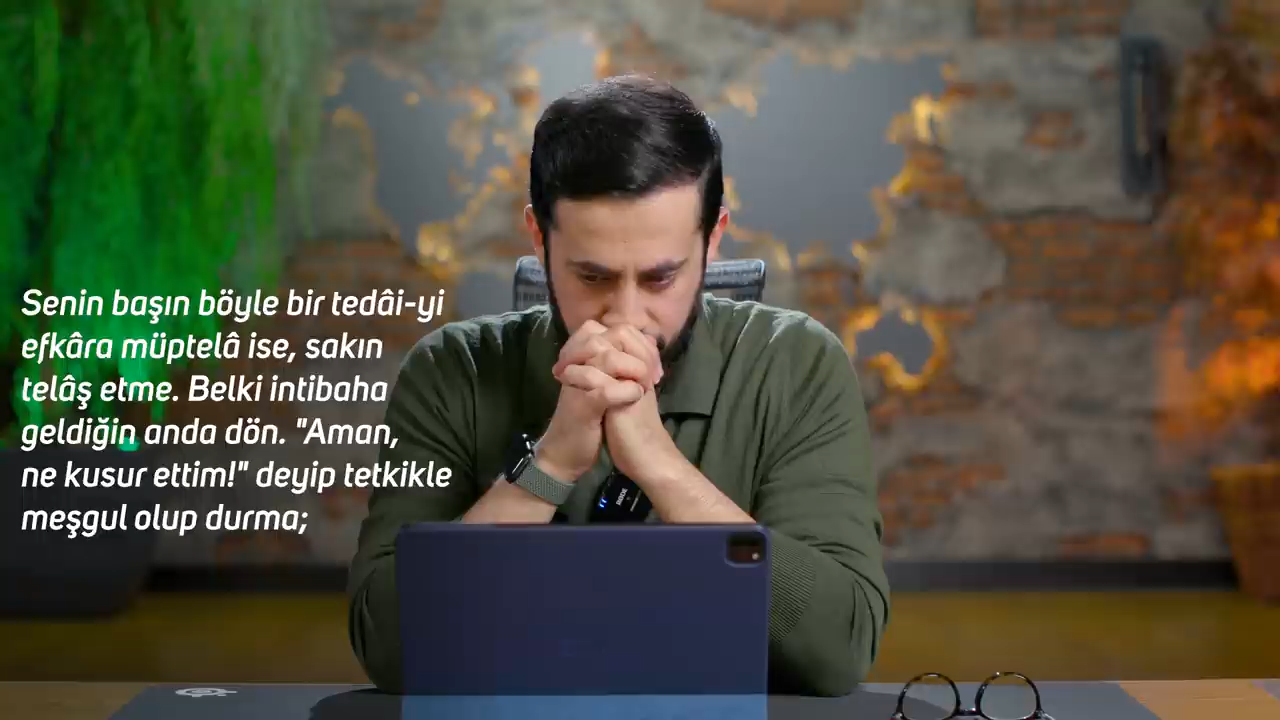 Senin başın böyle bir tedâi-yi
efkâra müptelâ ise, sakın
telâş etme. Belki intibaha
geldiğin anda dön. "Aman,
ne kusur ettim!" deyip tetkikle
meşgul olup durma;